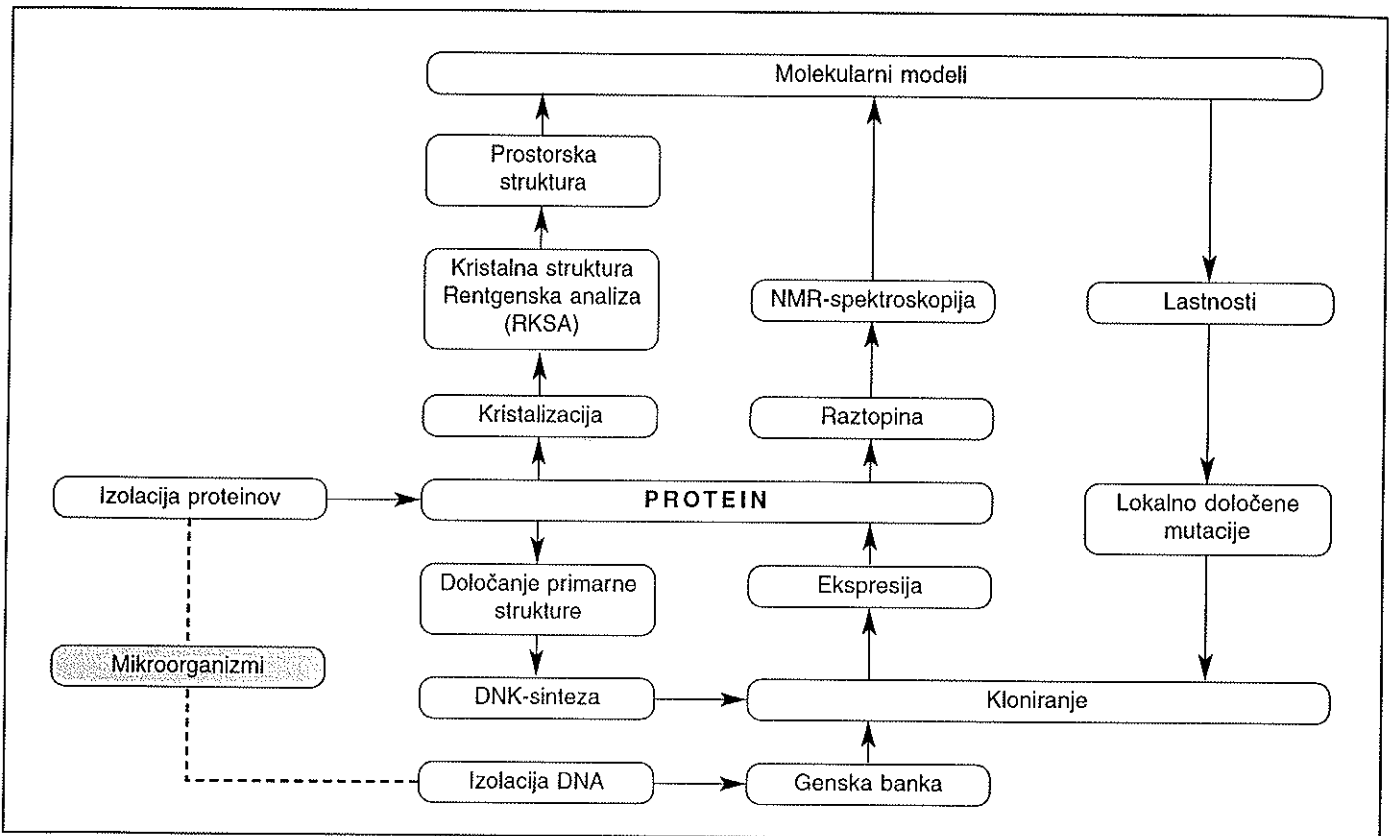 Molekularni modeli
Prostorska
struktura
Kristalna struktura
Rentgenska analiza
(RKSA)
NMR-spektroskopija
Lastnosti
Kristalizacija
Raztopina
Izolacija proteinov
PROTEIN
Lokalno določene
mutacije
Določanje primarne
strukture
Ekspresija
Mikroorganizmi
DNK-sinteza
Kloniranje
Izolacija DNA
Genska banka